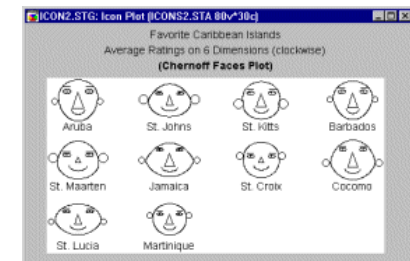 ICON2.STG: Icon Plot (ICONS2.STA 80v*30c)
Favorite Caribbean Islands
Average Ratings on 6 Dimensions (clockwise)
(Chernoff Faces Plot)
Aruba St. Johns St. Kitts Barbados
St. Maarten Jamaica St. Croix Cocomo
St. Lucia Martinique